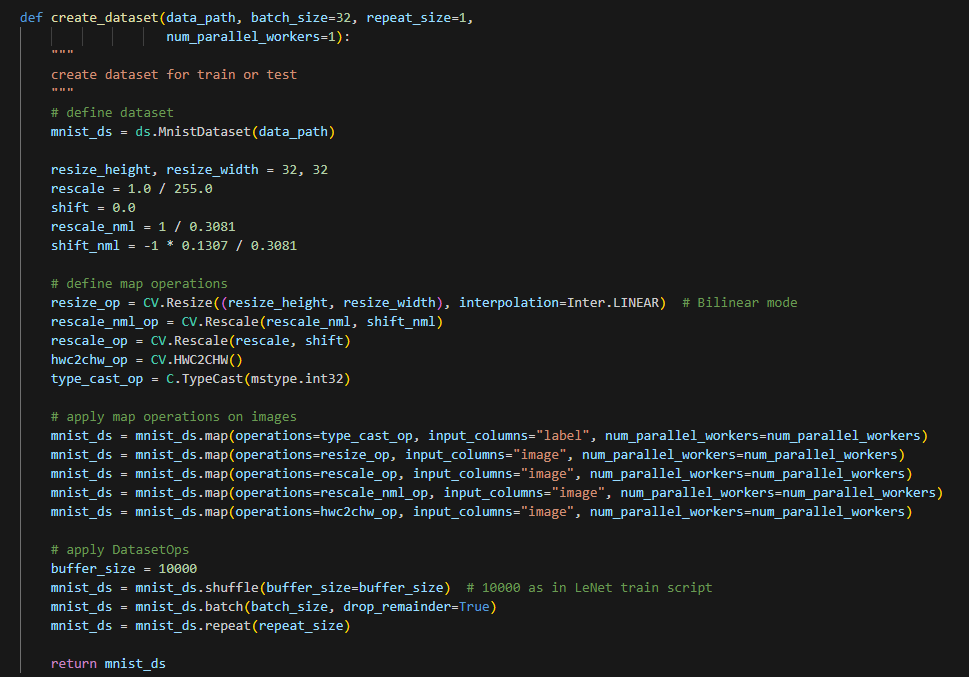 def create_dataset(data_path, batch_size=32, repeat_size=1,
                   num_parallel_workers=1):
    """
    create dataset for train or test
    """
    # define dataset
    mnist_ds = ds.MnistDataset(data_path)

    resize_height, resize_width = 32, 32
    rescale = 1.0 / 255.0
    shift = 0.0
    rescale_nml = 1 / 0.3081
    shift_nml = -1 * 0.1307 / 0.3081

    # define map operations
    resize_op = CV.Resize((resize_height, resize_width), interpolation=Inter.LINEAR)  # Bilinear mode
    rescale_nml_op = CV.Rescale(rescale_nml, shift_nml)
    rescale_op = CV.Rescale(rescale, shift)
    hwc2chw_op = CV.HWC2CHW()
    type_cast_op = C.TypeCast(mstype.int32)

    # apply map operations on images
    mnist_ds = mnist_ds.map(operations=type_cast_op, input_columns="label", num_parallel_workers=num_parallel_workers)
    mnist_ds = mnist_ds.map(operations=resize_op, input_columns="image", num_parallel_workers=num_parallel_workers)
    mnist_ds = mnist_ds.map(operations=rescale_op, input_columns="image", num_parallel_workers=num_parallel_workers)
    mnist_ds = mnist_ds.map(operations=rescale_nml_op, input_columns="image", num_parallel_workers=num_parallel_workers)
    mnist_ds = mnist_ds.map(operations=hwc2chw_op, input_columns="image", num_parallel_workers=num_parallel_workers)

    # apply DatasetOps
    buffer_size = 10000
    mnist_ds = mnist_ds.shuffle(buffer_size=buffer_size)  # 10000 as in LeNet train script
    mnist_ds = mnist_ds.batch(batch_size, drop_remainder=True)
    mnist_ds = mnist_ds.repeat(repeat_size)

    return mnist_ds